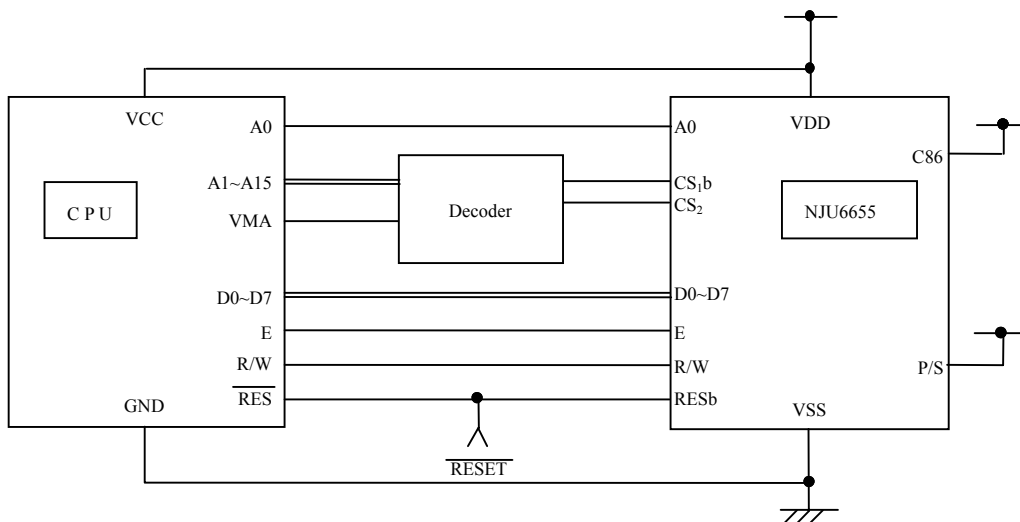 VCC
A0
A1~A15
C P U
VMA
D0~D7
E
R/W
RES
GND
Decoder
RESET
VDD
A0
C86
CS1b
CS2
NJU6655
D0~D7
E
R/W
P/S
RESb
VSS